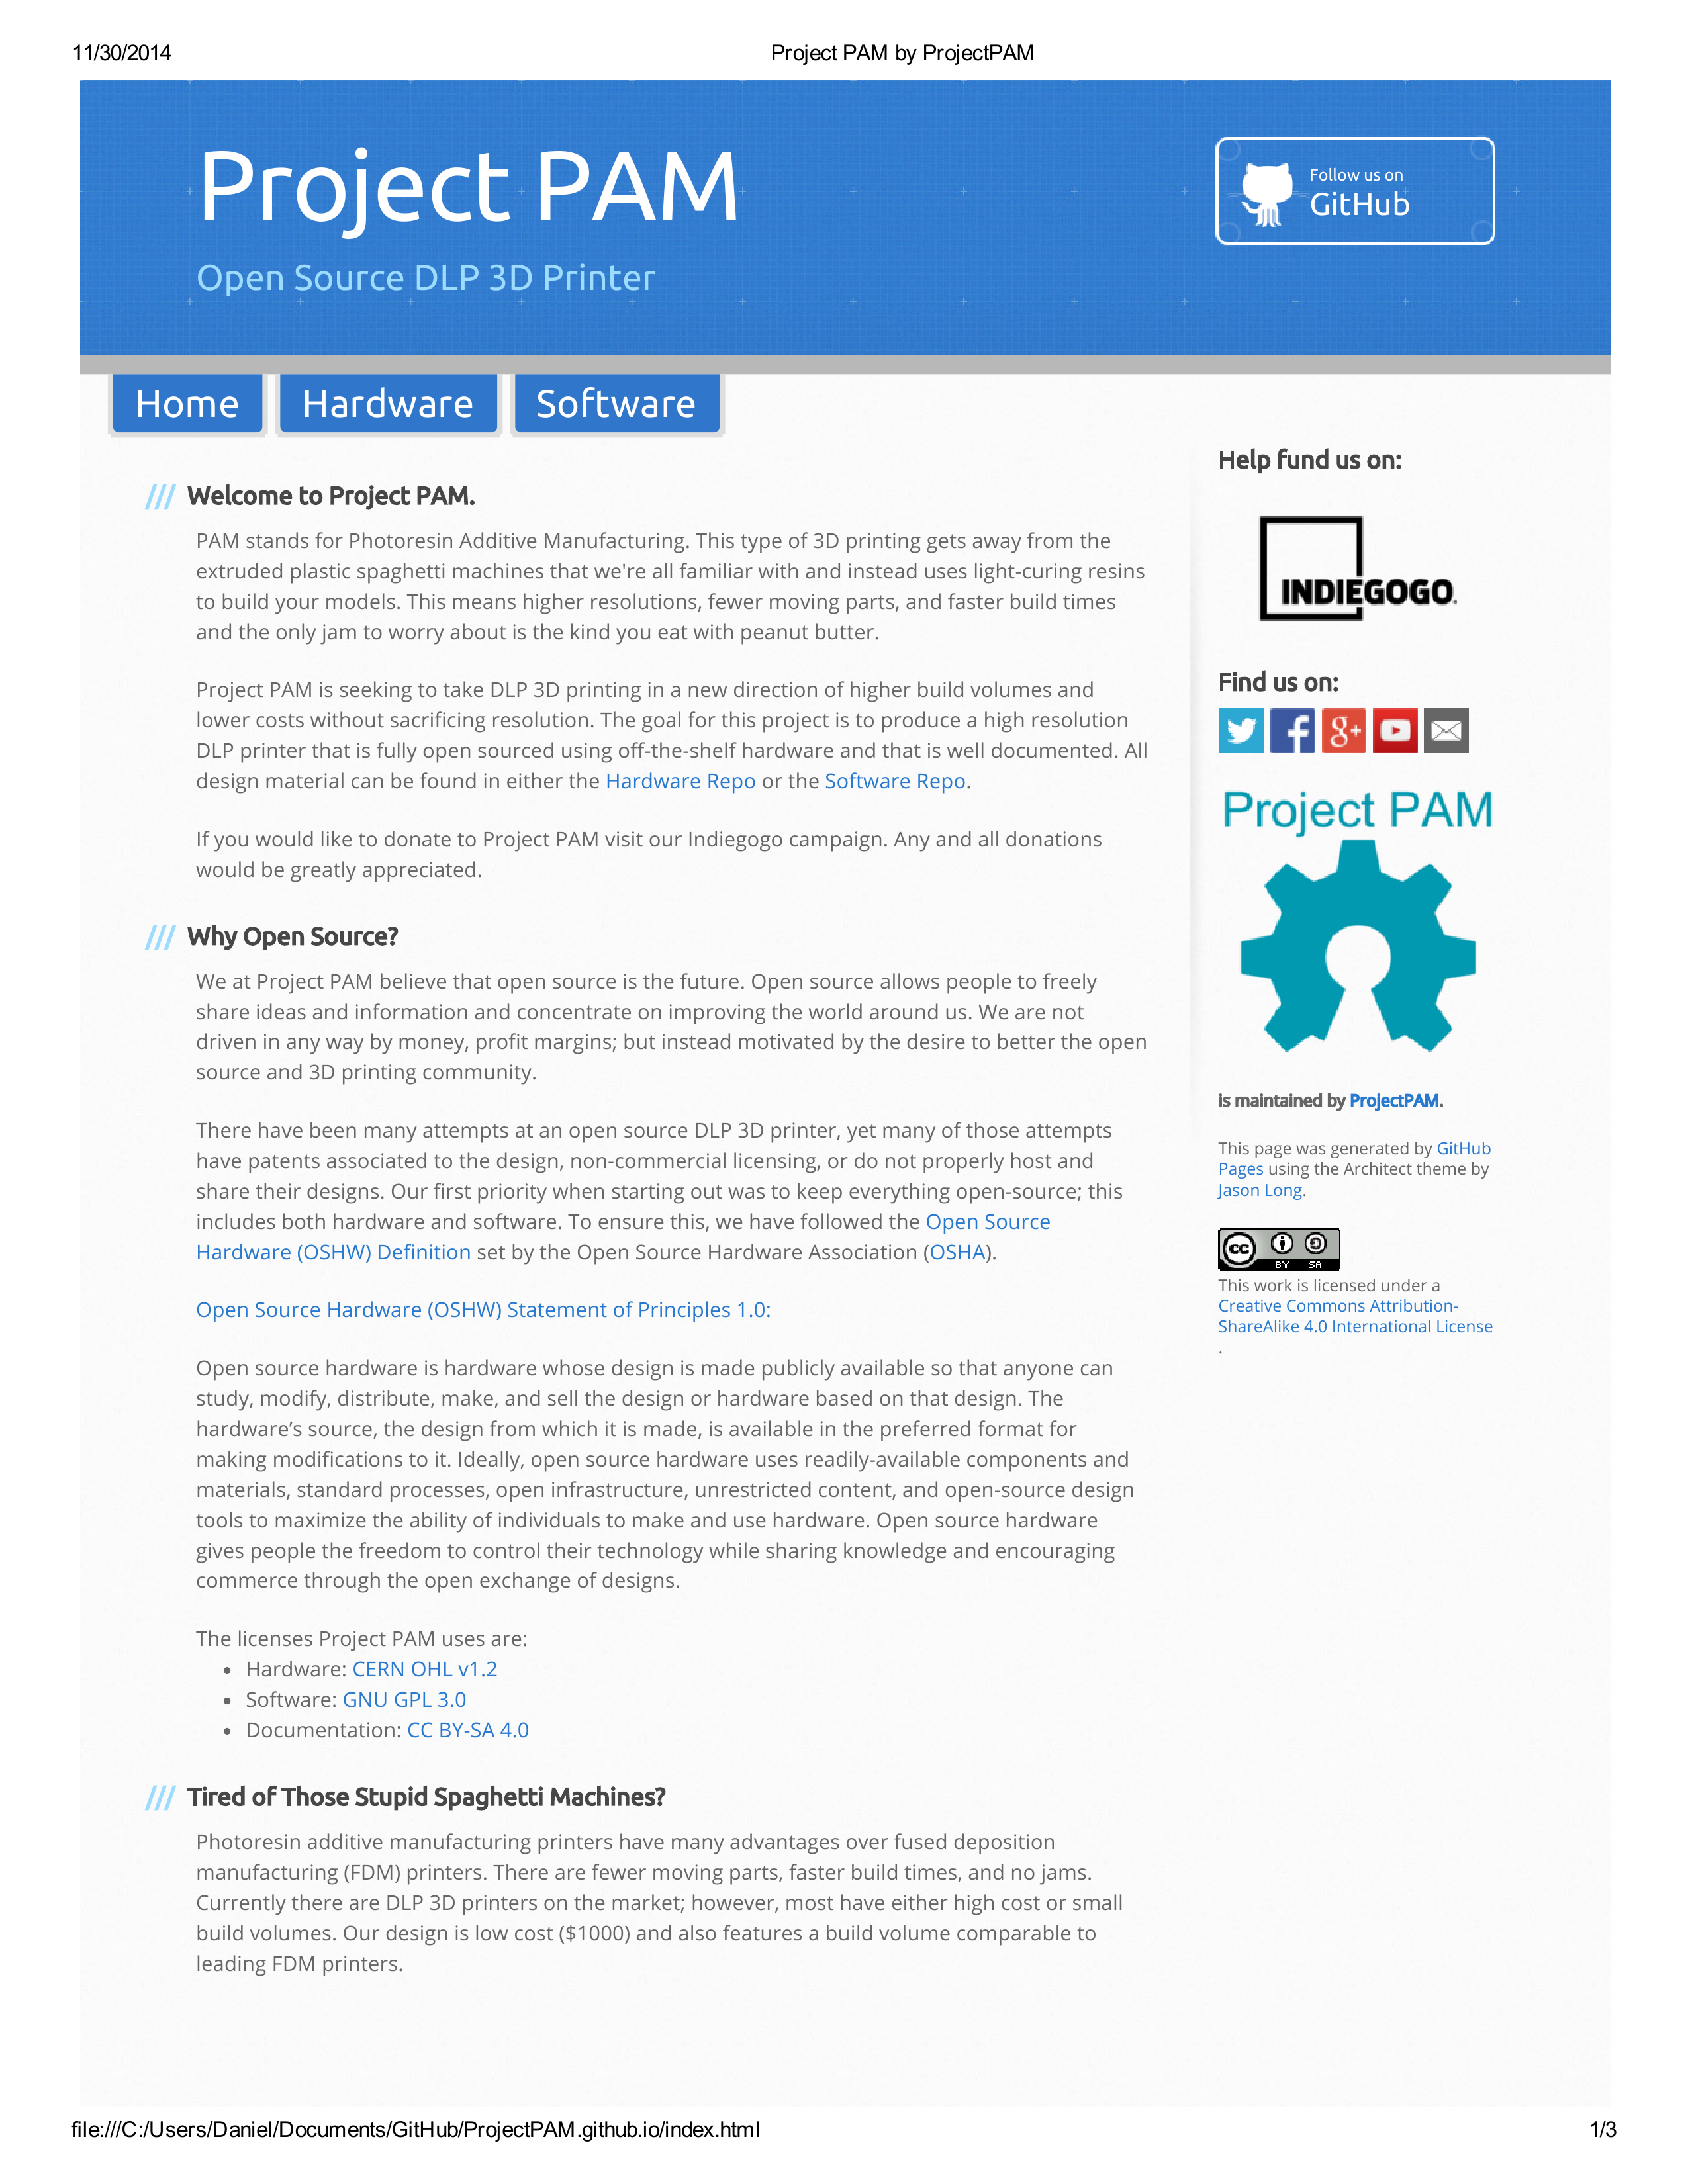 11/30/2014
Project PAM by ProjectPAM
Project PAM
Open Source DLP 3D Printer
Follow us on
GitHub
Home
Hardware
Software
/// Welcome to Project PAM.
PAM stands for Photoresin Additive Manufacturing. This type of 3D printing gets away from the
extruded plastic spaghetti machines that we're all familiar with and instead uses light-curing resins
to build your models. This means higher resolutions, fewer moving parts, and faster build times
and the only jam to worry about is the kind you eat with peanut butter.
Project PAM is seeking to take DLP 3D printing in a new direction of higher build volumes and
lower costs without sacrificing resolution. The goal for this project is to produce a high resolution
DLP printer that is fully open sourced using off-the-shelf hardware and that is well documented. All
design material can be found in either the Hardware Repo or the Software Repo.
If you would like to donate to Project PAM visit our Indiegogo campaign. Any and all donations
would be greatly appreciated.
/// Why Open Source?
We at Project PAM believe that open source is the future. Open source allows people to freely
share ideas and information and concentrate on improving the world around us. We are not
driven in any way by money, profit margins; but instead motivated by the desire to better the open
source and 3D printing community.
There have been many attempts at an open source DLP 3D printer, yet many of those attempts
have patents associated to the design, non-commercial licensing, or do not properly host and
share their designs. Our first priority when starting out was to keep everything open-source; this
includes both hardware and software. To ensure this, we have followed the Open Source
Hardware (OSHW) Definition set by the Open Source Hardware Association (OSHA).
Open Source Hardware (OSHW) Statement of Principles 1.0:
Open source hardware is hardware whose design is made publicly available so that anyone can
study, modify, distribute, make, and sell the design or hardware based on that design. The
hardware’s source, the design from which it is made, is available in the preferred format for
making modifications to it. Ideally, open source hardware uses readily-available components and
materials, standard processes, open infrastructure, unrestricted content, and open-source design
tools to maximize the ability of individuals to make and use hardware. Open source hardware
gives people the freedom to control their technology while sharing knowledge and encouraging
commerce through the open exchange of designs.
The licenses Project PAM uses are:
• Hardware: CERN OHL v1.2
• Software: GNU GPL 3.0
• Documentation: CC BY-SA 4.0
/// Tired of Those Stupid Spaghetti Machines?
Photoresin additive manufacturing printers have many advantages over fused deposition
manufacturing (FDM) printers. There are fewer moving parts, faster build times, and no jams.
Currently there are DLP 3D printers on the market; however, most have either high cost or small
build volumes. Our design is low cost ($1000) and also features a build volume comparable to
leading FDM printers.
Help fund us on:
INDIEGOGO.
Find us on:
g+
Project PAM
is maintained by ProjectPAM.
This page was generated by GitHub
Pages using the Architect theme by
Jason Long.
cc BY SA
This work is licensed under a
Creative Commons Attribution-
ShareAlike 4.0 International License
.
file:///C:/Users/Daniel/Documents/GitHub/ProjectPAM.github.io/index.html
1/3